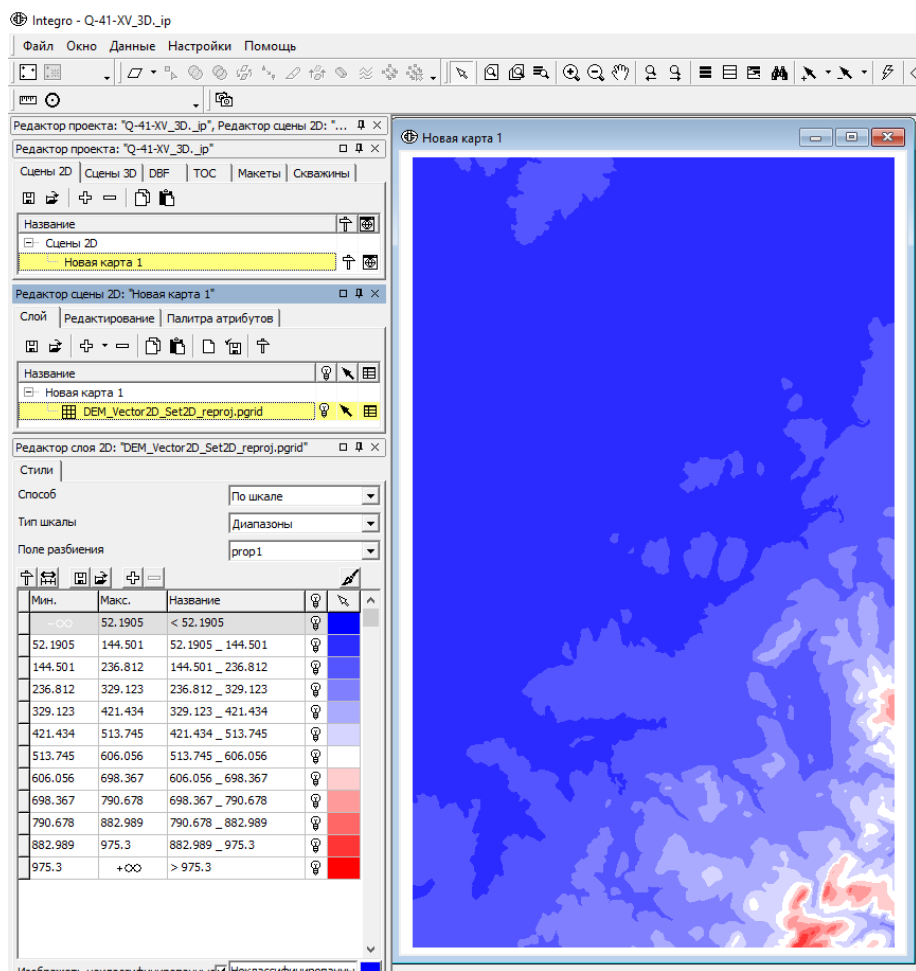 Integro - Q-41-XV_3D._ip
Файл Окно Данные Настройки Помощь
Редактор проекта: "Q-41-XV_3D._ip", Редактор сцены 2D: "...
Редактор проекта: "Q-41-XV_3D._ip"
Сцены 2D Сцены 3D DBF TOC Макеты Скважины
Название
Сцены 2D
Новая карта 1
Редактор сцены 2D: "Новая карта 1"
Слой Редактирование Палитра атрибутов
Название
Новая карта 1
DEM_Vector2D_Set2D_reproj.pgrid
Редактор слоя 2D: "DEM_Vector2D_Set2D_reproj.pgrid"
Стили
Способ По шкале
Тип шкалы Диапазоны
Поле разбиения prop1
Мин. Макс. Название
-∞ 52.1905 < 52.1905
52.1905 144.501 52.1905 _ 144.501
144.501 236.812 144.501 _ 236.812
236.812 329.123 236.812 _ 329.123
329.123 421.434 329.123 _ 421.434
421.434 513.745 421.434 _ 513.745
513.745 606.056 513.745 _ 606.056
606.056 698.367 606.056 _ 698.367
698.367 790.678 698.367 _ 790.678
790.678 882.989 790.678 _ 882.989
882.989 975.3 882.989 _ 975.3
975.3 +∞ > 975.3
Новая карта 1